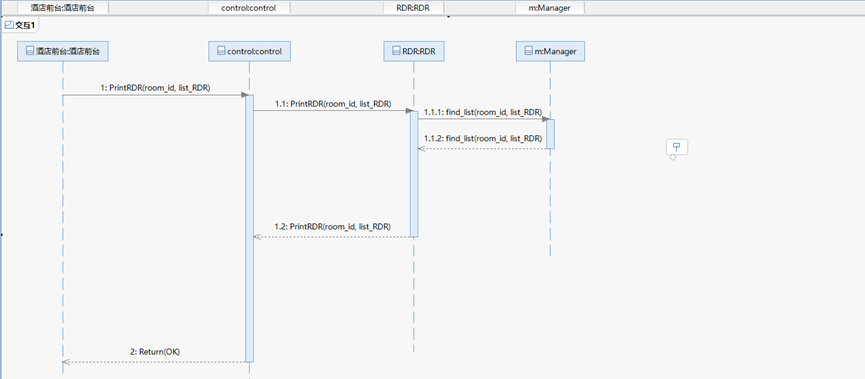 酒店前台:酒店前台 control:control RDR:RDR m:Manager
交互1
酒店前台:酒店前台 control:control RDR:RDR m:Manager
1: PrintRDR(room_id, list_RDR)
1.1: PrintRDR(room_id, list_RDR)
1.1.1: find_list(room_id, list_RDR)
1.1.2: find_list(room_id, list_RDR)
1.2: PrintRDR(room_id, list_RDR)
2: Return(OK)